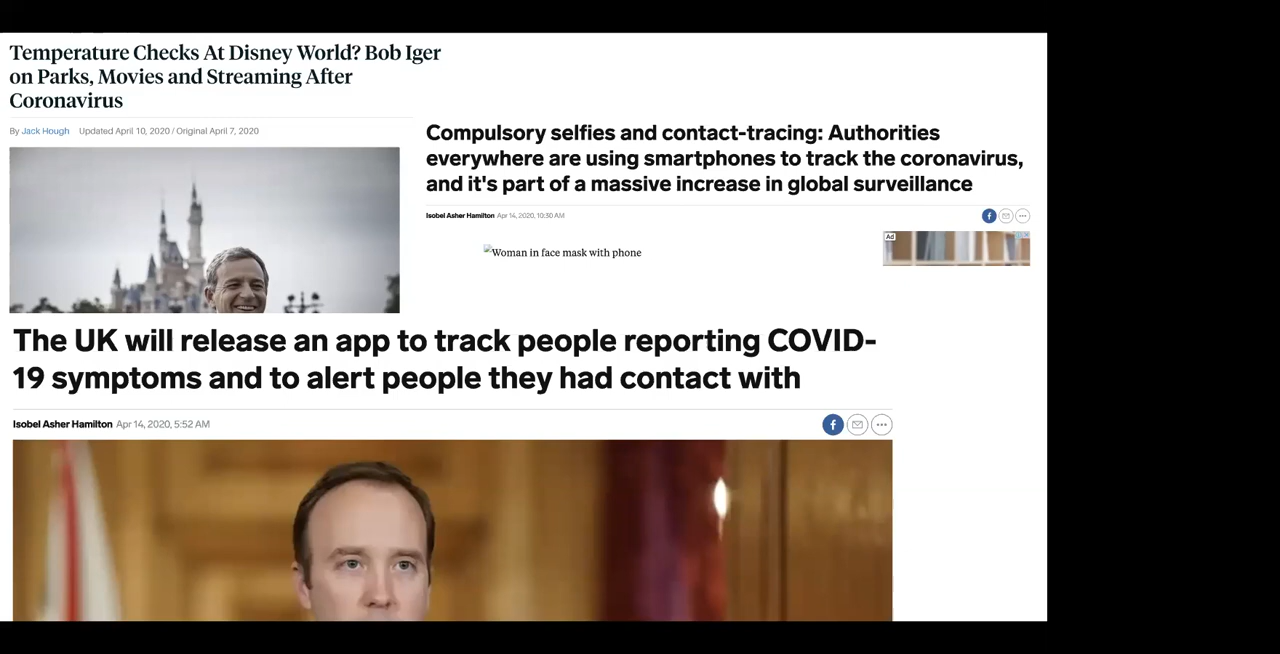 Temperature Checks At Disney World? Bob Iger
on Parks, Movies and Streaming After
Coronavirus
By Jack Hough Updated April 10, 2020 / Original April 7, 2020
Compulsory selfies and contact-tracing: Authorities
everywhere are using smartphones to track the coronavirus,
and it's part of a massive increase in global surveillance
Isobel Asher Hamilton Apr 14, 2020, 10:30 AM
Woman in face mask with phone
Ad
The UK will release an app to track people reporting COVID-
19 symptoms and to alert people they had contact with
Isobel Asher Hamilton Apr 14, 2020, 5:52 AM